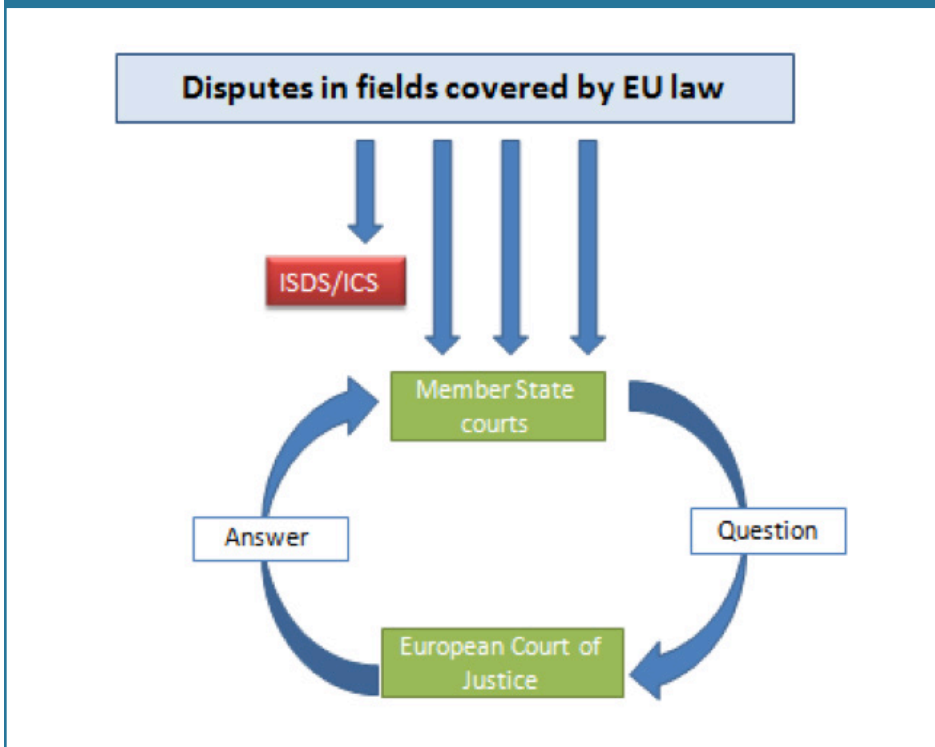 Disputes in fields covered by EU law
ISDS/ICS
Member State
courts
Answer
Question
European Court of
Justice